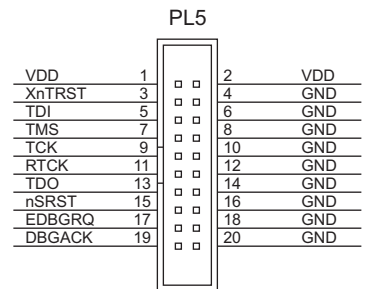 PL5
VDD 1 2 VDD
XnTRST 3 4 GND
TDI 5 6 GND
TMS 7 8 GND
TCK 9 10 GND
RTCK 11 12 GND
TDO 13 14 GND
nSRST 15 16 GND
EDBGRQ 17 18 GND
DBGACK 19 20 GND